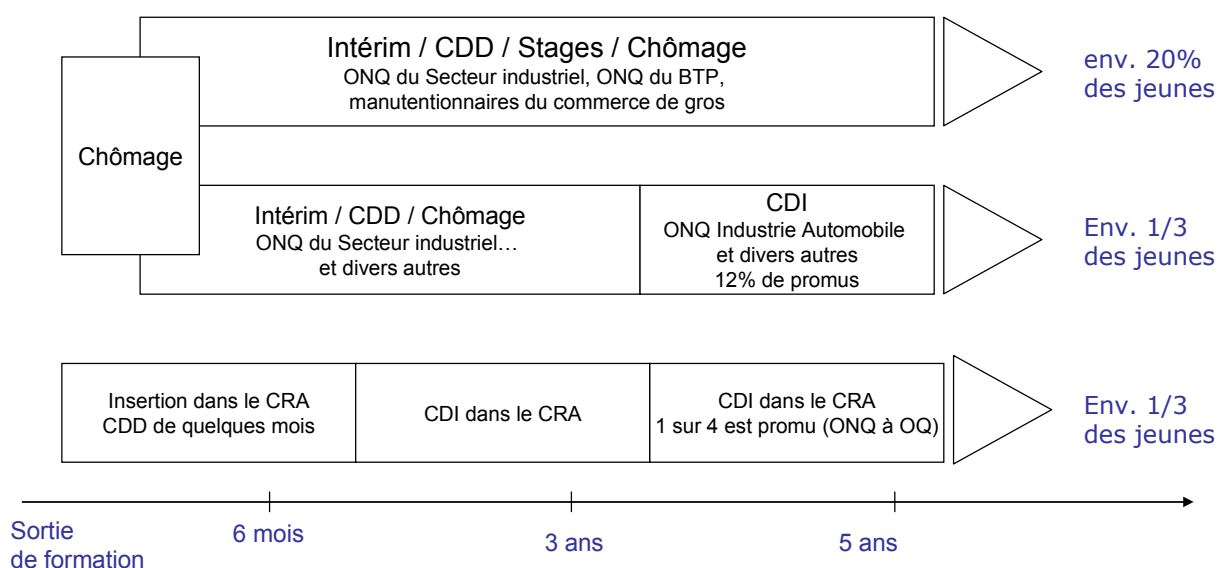 Intérim / CDD / Stages / Chômage
ONQ du Secteur industriel, ONQ du BTP,
manutentionnaires du commerce de gros
env. 20%
des jeunes
Chômage
Intérim / CDD / Chômage
ONQ du Secteur industriel…
et divers autres
CDI
ONQ Industrie Automobile
et divers autres
12% de promus
Env. 1/3
des jeunes
Insertion dans le CRA
CDD de quelques mois
CDI dans le CRA
CDI dans le CRA
1 sur 4 est promu (ONQ à OQ)
Env. 1/3
des jeunes
Sortie
de formation
6 mois
3 ans
5 ans